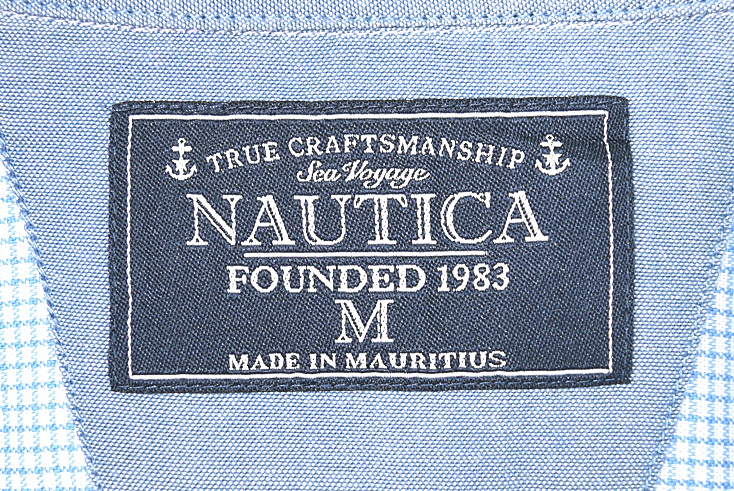 TRUE CRAFTSMANSHIP
Sea Voyage
NAUTICA
FOUNDED 1983
M
MADE IN MAURITIUS